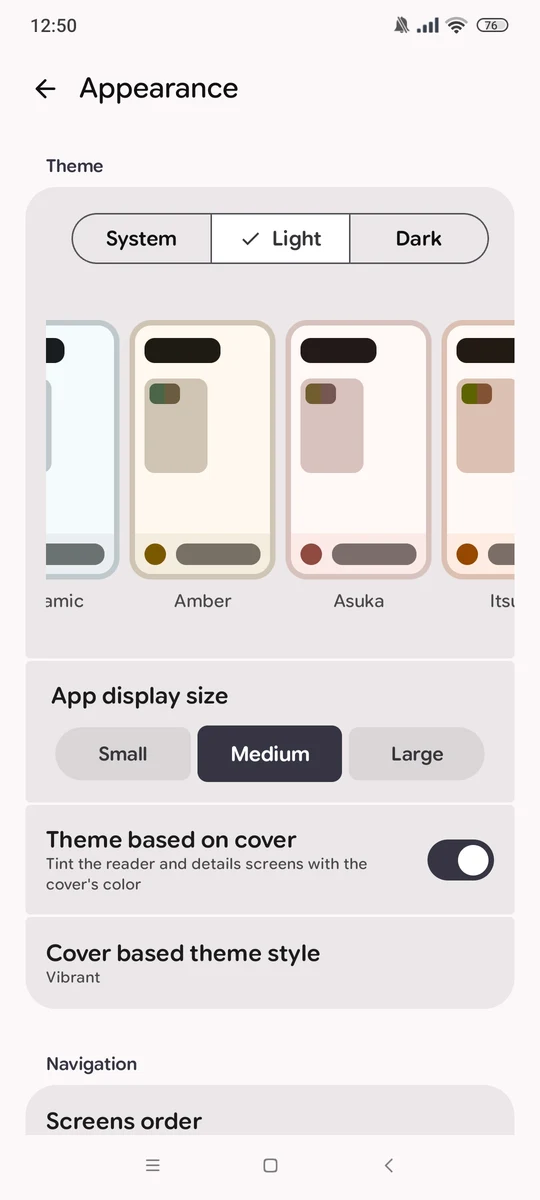 12:50
76
Appearance
Theme
System
Light
Dark
amic
Amber
Asuka
Itsu
App display size
Small
Medium
Large
Theme based on cover
Tint the reader and details screens with the
cover's color
Cover based theme style
Vibrant
Navigation
Screens order